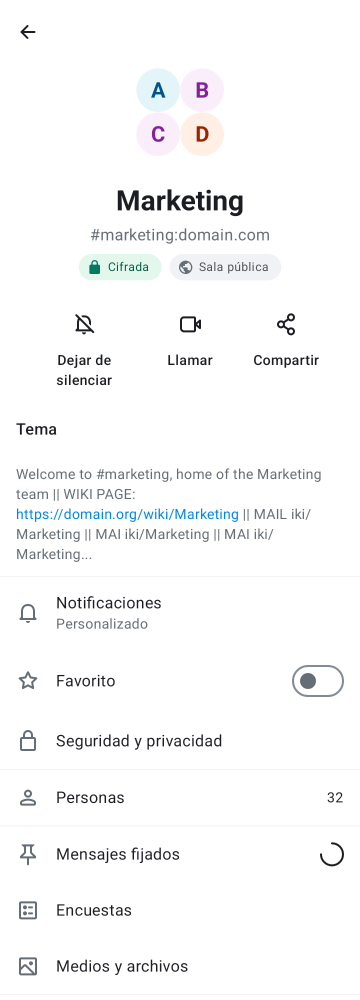 A B
C D
Marketing
#marketing:domain.com
Cifrada Sala pública
Dejar de silenciar Llamar Compartir
Tema
Welcome to #marketing, home of the Marketing
team || WIKI PAGE:
https://domain.org/wiki/Marketing || MAIL iki/
Marketing || MAI iki/Marketing || MAI iki/
Marketing...
Notificaciones
Personalizado
Favorito
Seguridad y privacidad
Personas 32
Mensajes fijados
Encuestas
Medios y archivos